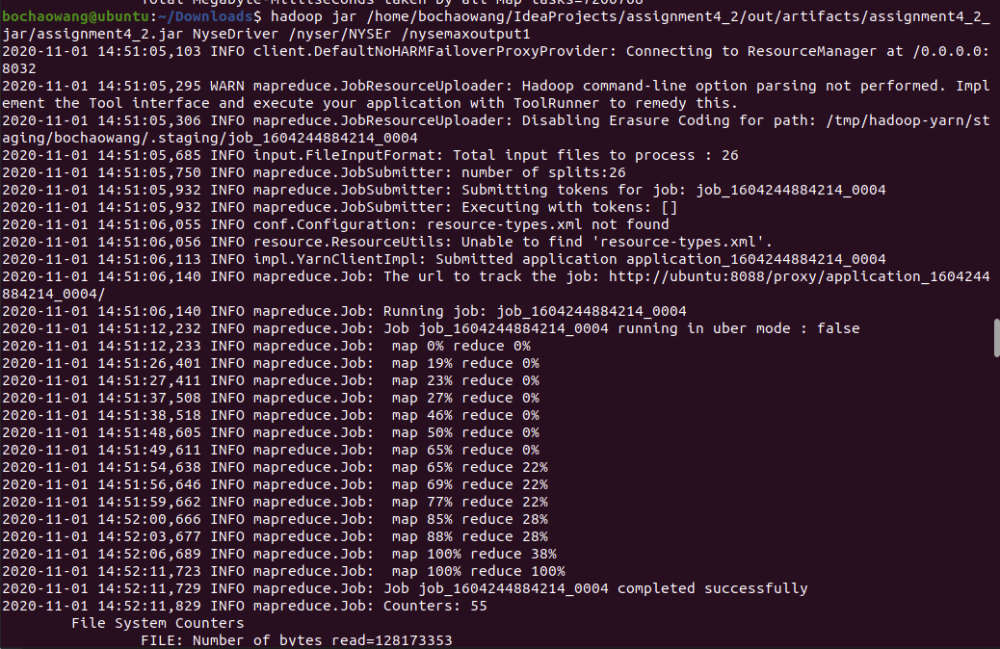 Total megabyte-milliseconds taken by all map tasks=7200768
bochaowang@ubuntu:~/Downloads$ hadoop jar /home/bochaowang/IdeaProjects/assignment4_2/out/artifacts/assignment4_2_
jar/assignment4_2.jar NyseDriver /nyser/NYSEr /nysemaxoutput1
2020-11-01 14:51:05,103 INFO client.DefaultNoHARMFailoverProxyProvider: Connecting to ResourceManager at /0.0.0.0:
8032
2020-11-01 14:51:05,295 WARN mapreduce.JobResourceUploader: Hadoop command-line option parsing not performed. Impl
ement the Tool interface and execute your application with ToolRunner to remedy this.
2020-11-01 14:51:05,306 INFO mapreduce.JobResourceUploader: Disabling Erasure Coding for path: /tmp/hadoop-yarn/st
aging/bochaowang/.staging/job_1604244884214_0004
2020-11-01 14:51:05,685 INFO input.FileInputFormat: Total input files to process : 26
2020-11-01 14:51:05,750 INFO mapreduce.JobSubmitter: number of splits:26
2020-11-01 14:51:05,932 INFO mapreduce.JobSubmitter: Submitting tokens for job: job_1604244884214_0004
2020-11-01 14:51:05,932 INFO mapreduce.JobSubmitter: Executing with tokens: []
2020-11-01 14:51:06,055 INFO conf.Configuration: resource-types.xml not found
2020-11-01 14:51:06,056 INFO resource.ResourceUtils: Unable to find 'resource-types.xml'.
2020-11-01 14:51:06,113 INFO impl.YarnClientImpl: Submitted application application_1604244884214_0004
2020-11-01 14:51:06,140 INFO mapreduce.Job: The url to track the job: http://ubuntu:8088/proxy/application_1604244
884214_0004/
2020-11-01 14:51:06,140 INFO mapreduce.Job: Running job: job_1604244884214_0004
2020-11-01 14:51:12,232 INFO mapreduce.Job: Job job_1604244884214_0004 running in uber mode : false
2020-11-01 14:51:12,233 INFO mapreduce.Job:  map 0% reduce 0%
2020-11-01 14:51:26,401 INFO mapreduce.Job:  map 19% reduce 0%
2020-11-01 14:51:27,411 INFO mapreduce.Job:  map 23% reduce 0%
2020-11-01 14:51:37,508 INFO mapreduce.Job:  map 27% reduce 0%
2020-11-01 14:51:38,518 INFO mapreduce.Job:  map 46% reduce 0%
2020-11-01 14:51:48,605 INFO mapreduce.Job:  map 50% reduce 0%
2020-11-01 14:51:49,611 INFO mapreduce.Job:  map 65% reduce 0%
2020-11-01 14:51:54,638 INFO mapreduce.Job:  map 65% reduce 22%
2020-11-01 14:51:56,646 INFO mapreduce.Job:  map 69% reduce 22%
2020-11-01 14:51:59,662 INFO mapreduce.Job:  map 77% reduce 22%
2020-11-01 14:52:00,666 INFO mapreduce.Job:  map 85% reduce 28%
2020-11-01 14:52:03,677 INFO mapreduce.Job:  map 88% reduce 28%
2020-11-01 14:52:06,689 INFO mapreduce.Job:  map 100% reduce 38%
2020-11-01 14:52:11,723 INFO mapreduce.Job:  map 100% reduce 100%
2020-11-01 14:52:11,729 INFO mapreduce.Job: Job job_1604244884214_0004 completed successfully
2020-11-01 14:52:11,829 INFO mapreduce.Job: Counters: 55
File System Counters
FILE: Number of bytes read=128173353